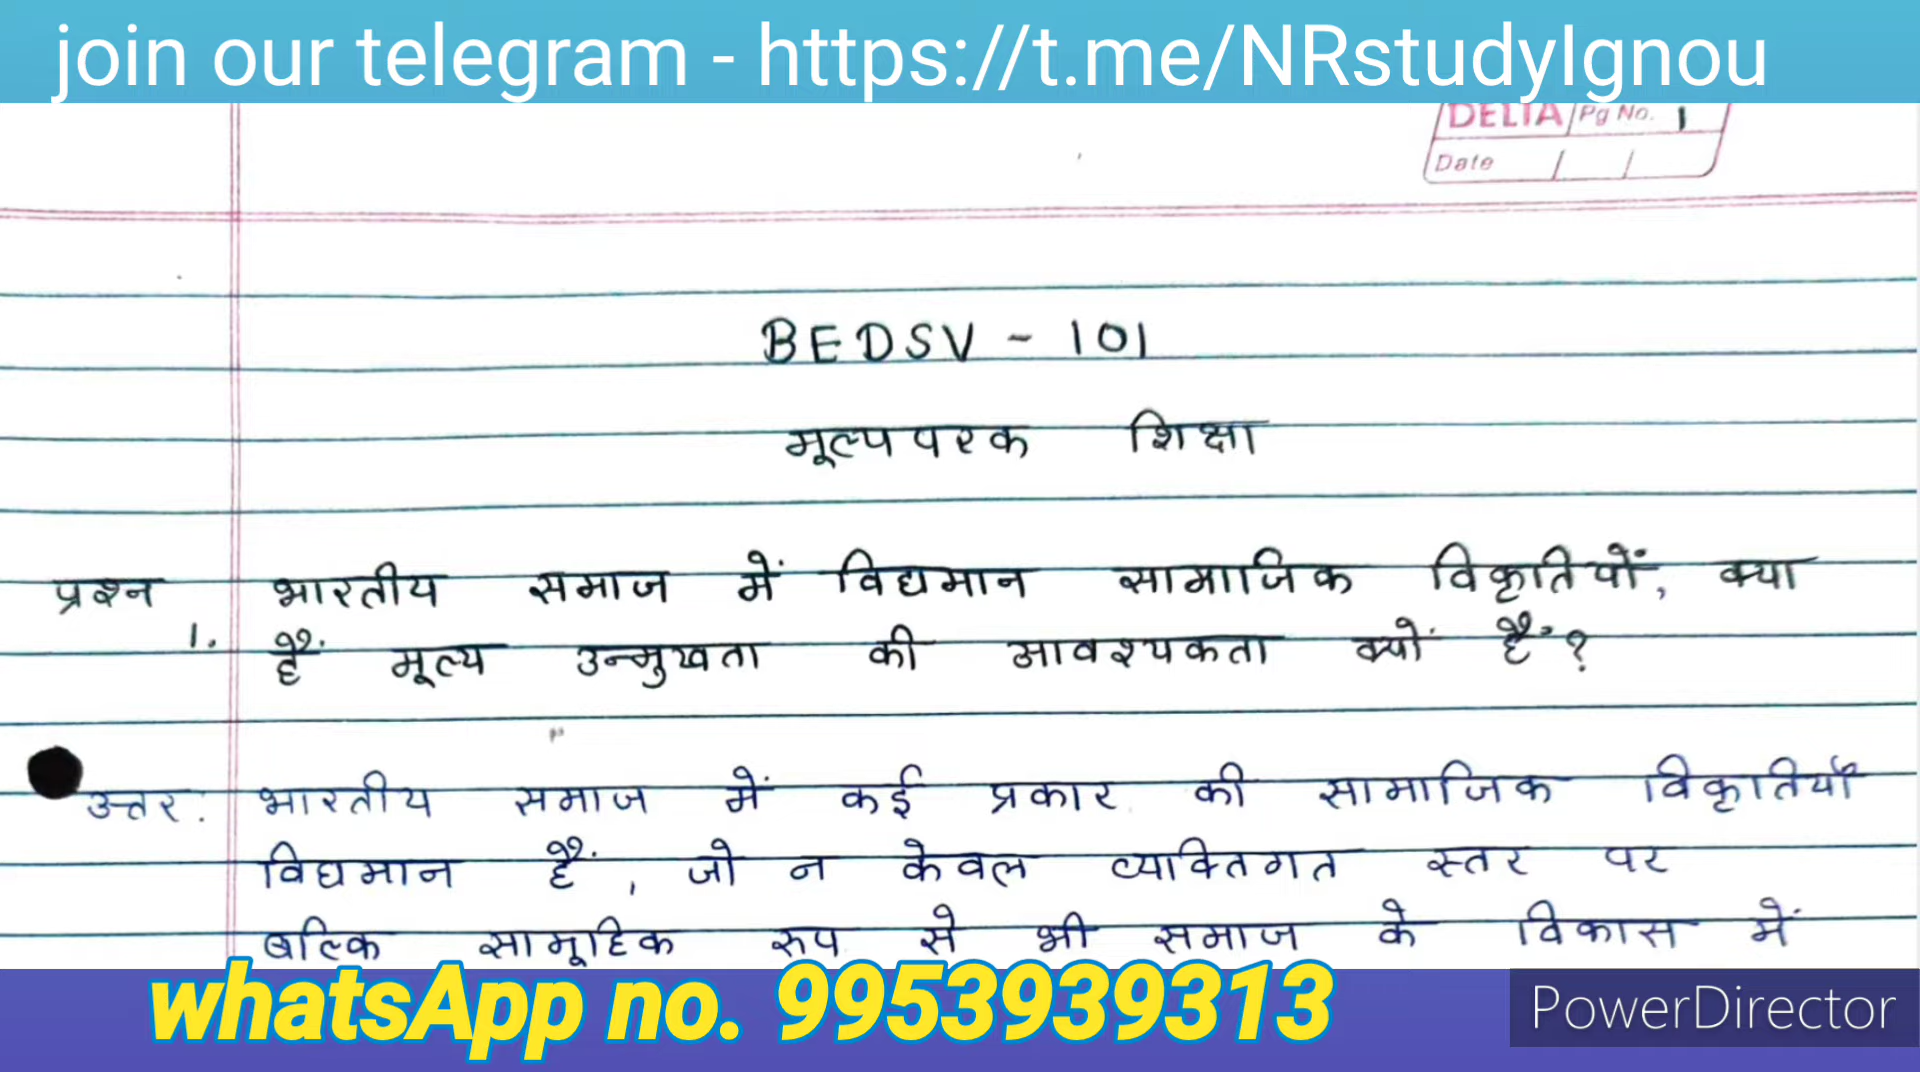 join our telegram - https://t.me/NRstudyIgnou
DELTA Pg No. 1
Date / /
BEDSV - 101
मूल्यपरक शिक्षा
प्रश्न भारतीय समाज में विद्यमान सामाजिक विकृतियों, क्या
1. हैं मूल्य उन्मुखता की आवश्यकता क्यों है?
उत्तर. भारतीय समाज में कई प्रकार की सामाजिक विकृतियाँ
विद्यमान हैं, जो न केवल व्यक्तिगत स्तर पर
बल्कि सामूहिक रूप से भी समाज के विकास में
whatsApp no. 9953939313
PowerDirector